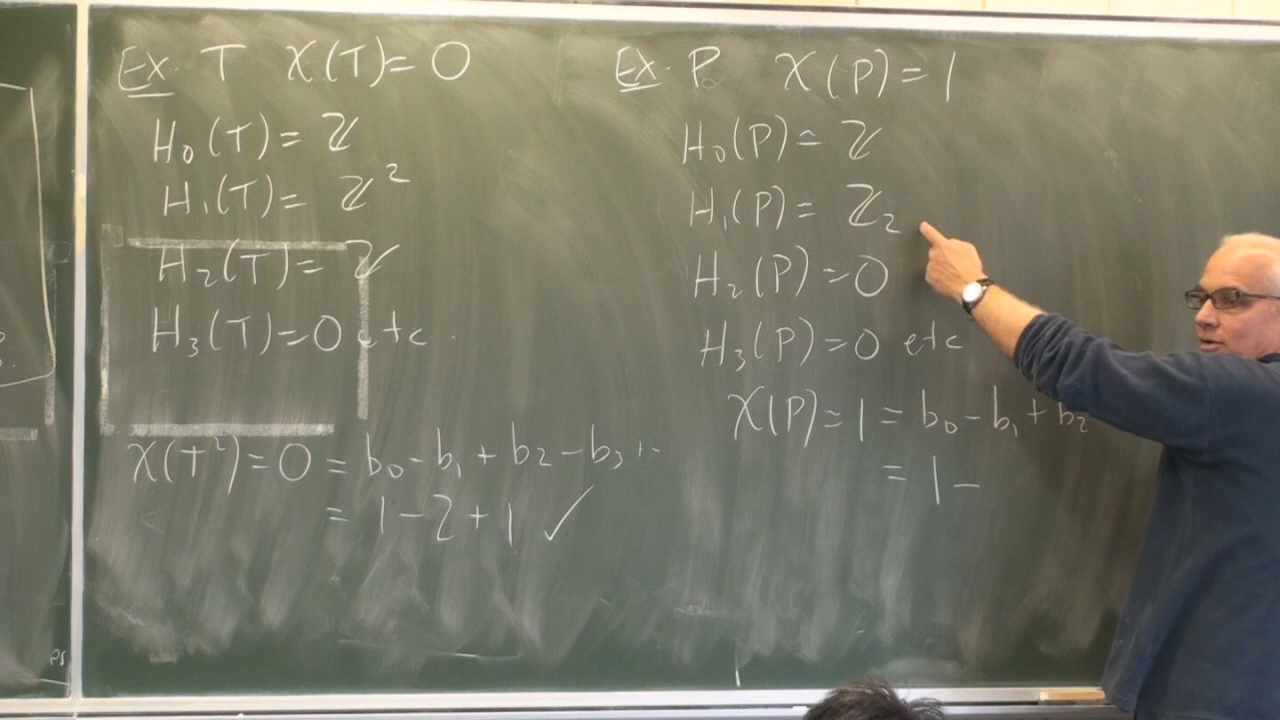 Ex. T χ(T)=0
H₀(T)=ℤ
H₁(T)=ℤ²
H₂(T)=ℤ
H₃(T)=0 etc.
χ(T²)=0=b₀-b₁+b₂-b₃+..
=1-2+1 ✓
Ex. P χ(P)=1
H₀(P)=ℤ
H₁(P)=ℤ₂
H₂(P)=0
H₃(P)=0 etc
χ(P)=1=b₀-b₁+b₂
=1-
ps